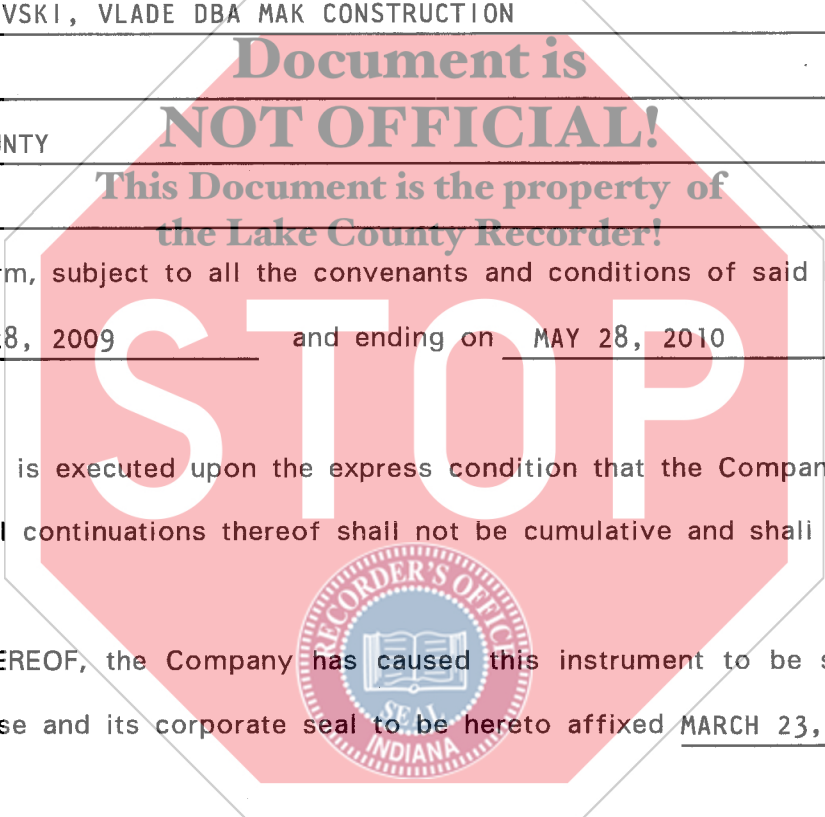 VSKI, VLADE DBA MAK CONSTRUCTION
Document is
NOT OFFICIAL!
NTY
This Document is the property of
the Lake County Recorder!
rm, subject to all the convenants and conditions of said
8, 2009 and ending on MAY 28, 2010
STOP
is executed upon the express condition that the Compan
l continuations thereof shall not be cumulative and shall
RECORDER'S OFFICE
EREOF, the Company has caused this instrument to be s
SEAL
se and its corporate seal to be hereto affixed MARCH 23,
INDIANA